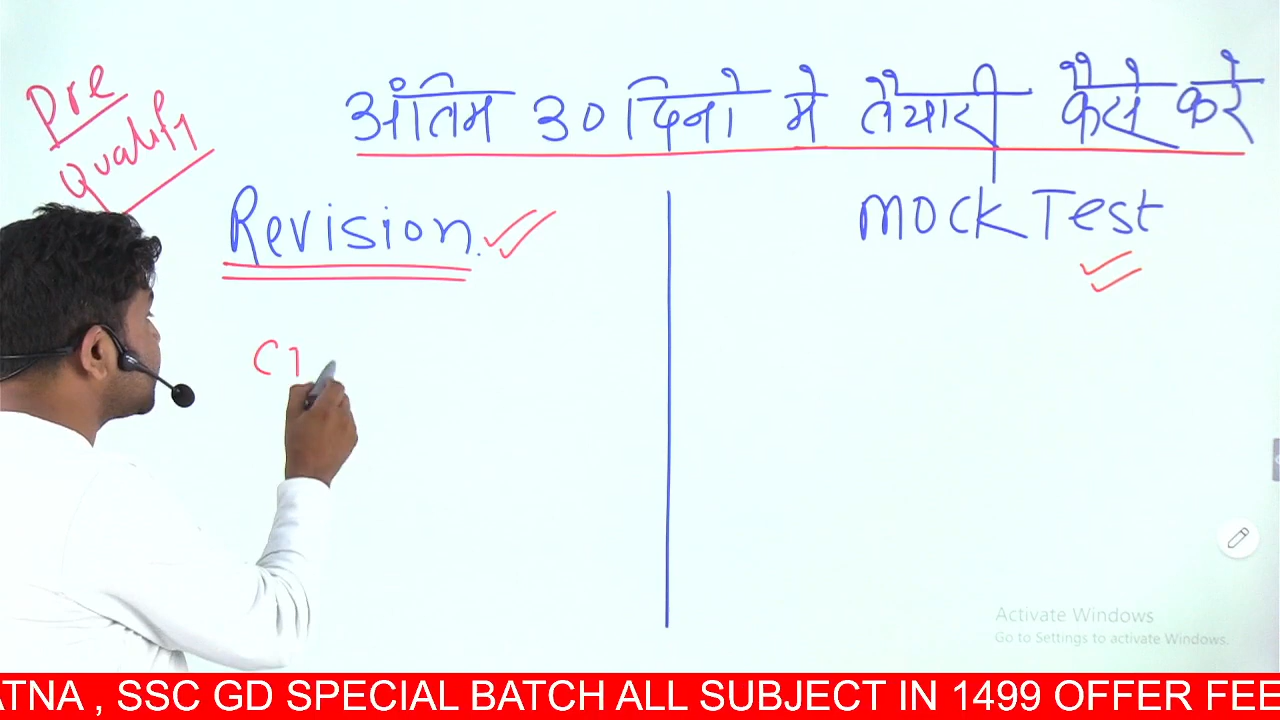 अंतिम 30 दिनो मे तैयारी कैसे करे
Pre
Qualify
Revision.
Mock Test
Activate Windows
Go to Settings to activate Windows.
ATNA , SSC GD SPECIAL BATCH ALL SUBJECT IN 1499 OFFER FEE